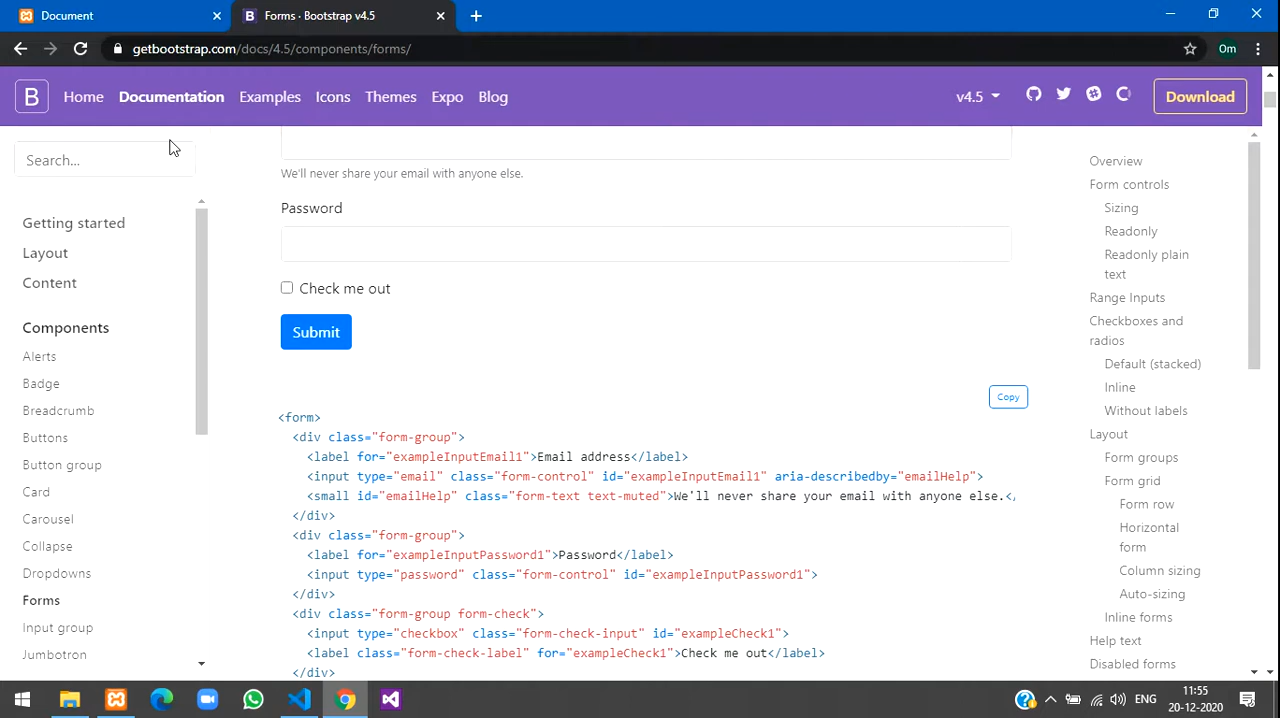 Document
B Forms · Bootstrap v4.5
getbootstrap.com/docs/4.5/components/forms/
Om
B Home Documentation Examples Icons Themes Expo Blog v4.5 Download
Search...
Getting started
Layout
Content
Components
Alerts
Badge
Breadcrumb
Buttons
Button group
Card
Carousel
Collapse
Dropdowns
Forms
Input group
Jumbotron
We'll never share your email with anyone else.
Password
Check me out
Submit
Copy
<form>
<div class="form-group">
<label for="exampleInputEmail1">Email address</label>
<input type="email" class="form-control" id="exampleInputEmail1" aria-describedby="emailHelp">
<small id="emailHelp" class="form-text text-muted">We'll never share your email with anyone else.</
</div>
<div class="form-group">
<label for="exampleInputPassword1">Password</label>
<input type="password" class="form-control" id="exampleInputPassword1">
</div>
<div class="form-group form-check">
<input type="checkbox" class="form-check-input" id="exampleCheck1">
<label class="form-check-label" for="exampleCheck1">Check me out</label>
</div>
Overview
Form controls
Sizing
Readonly
Readonly plain
text
Range Inputs
Checkboxes and
radios
Default (stacked)
Inline
Without labels
Layout
Form groups
Form grid
Form row
Horizontal
form
Column sizing
Auto-sizing
Inline forms
Help text
Disabled forms
ENG
11:55
20-12-2020